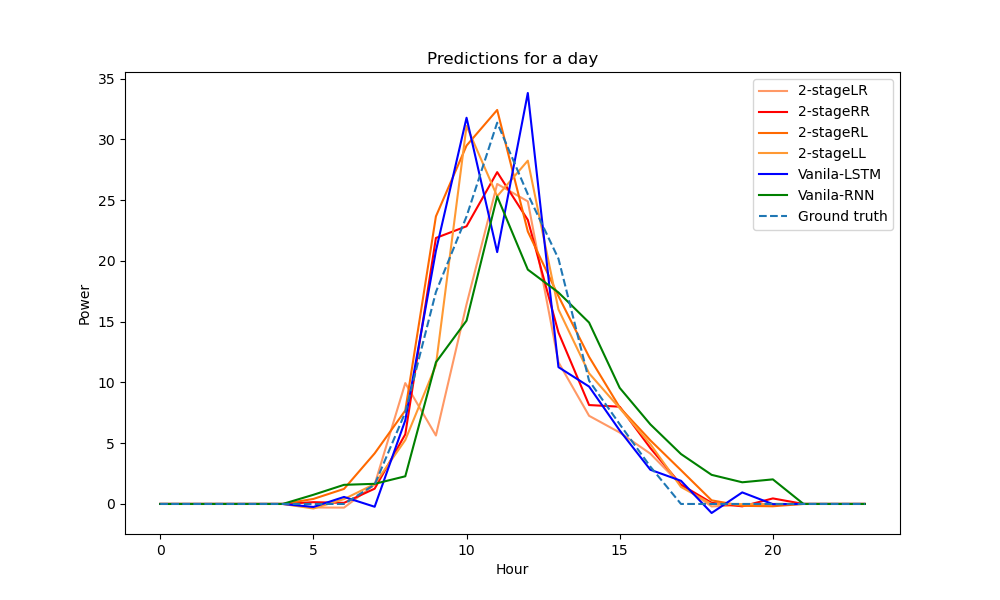 Predictions for a day
35
30
25
20
15
10
5
0
Power
0 5 10 15 20
Hour
2-stageLR
2-stageRR
2-stageRL
2-stageLL
Vanila-LSTM
Vanila-RNN
Ground truth